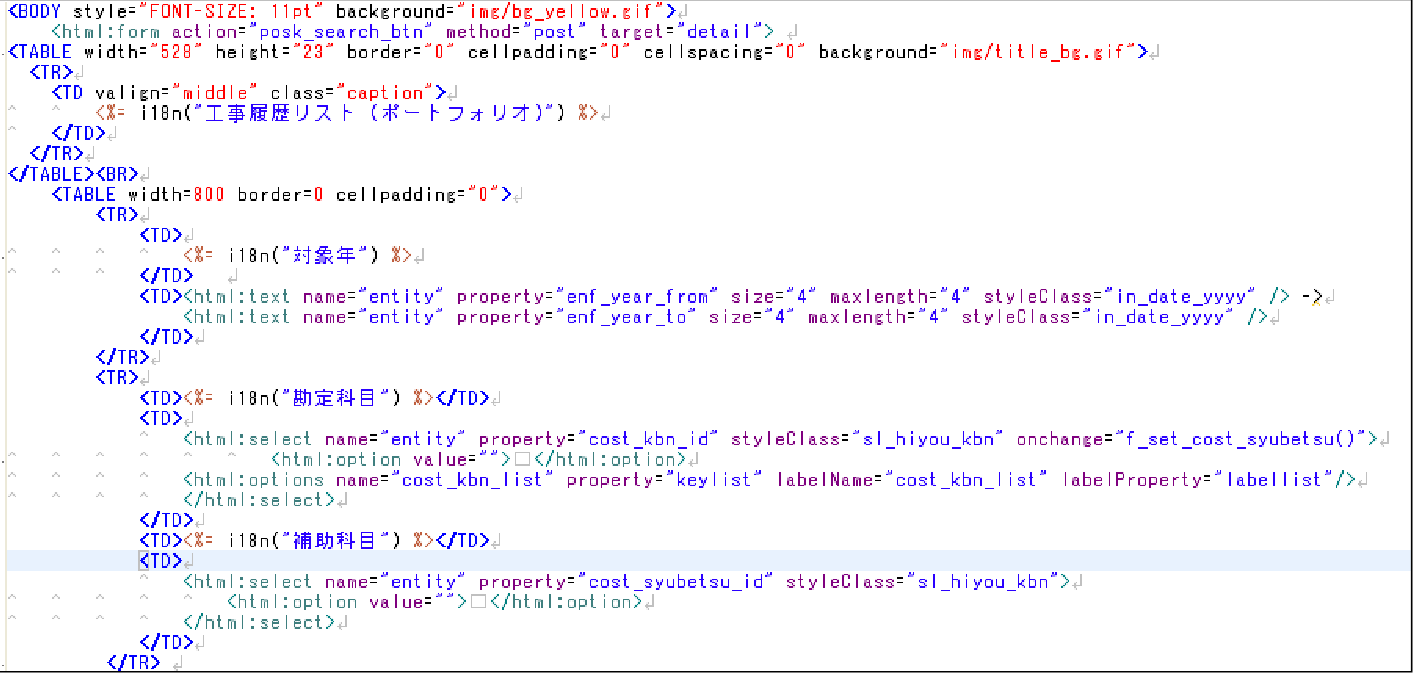 <BODY style="FONT-SIZE: 11pt" background="img/bg_yellow.gif">
<html:form action="posk_search_btn" method="post" target="detail">
<TABLE width="528" height="23" border="0" cellpadding="0" cellspacing="0" background="img/title_bg.gif">
<TR>
<TD valign="middle" class="caption">
<%= i18n("工事履歴リスト（ポートフォリオ)") %>
</TD>
</TR>
</TABLE><BR>
<TABLE width=800 border=0 cellpadding="0">
<TR>
<TD>
<%= i18n("対象年") %>
</TD>
<TD><html:text name="entity" property="enf_year_from" size="4" maxlength="4" styleClass="in_date_yyyy" /> ->
<html:text name="entity" property="enf_year_to" size="4" maxlength="4" styleClass="in_date_yyyy" />
</TD>
</TR>
<TR>
<TD><%= i18n("勘定科目") %></TD>
<TD>
<html:select name="entity" property="cost_kbn_id" styleClass="sl_hiyou_kbn" onchange="f_set_cost_syubetsu()">
<html:option value="">□</html:option>
<html:options name="cost_kbn_list" property="keylist" labelName="cost_kbn_list" labelProperty="labellist"/>
</html:select>
</TD>
<TD><%= i18n("補助科目") %></TD>
<TD>
<html:select name="entity" property="cost_syubetsu_id" styleClass="sl_hiyou_kbn">
<html:option value="">□</html:option>
</html:select>
</TD>
</TR>